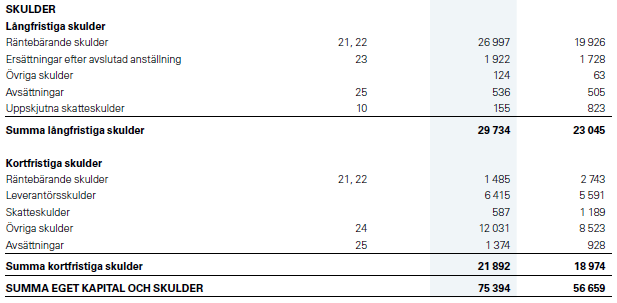 SKULDER
Långfristiga skulder
Räntebärande skulder 21, 22 26 997 19 926
Ersättningar efter avslutad anställning 23 1 922 1 728
Övriga skulder 124 63
Avsättningar 25 536 505
Uppskjutna skatteskulder 10 155 823
Summa långfristiga skulder 29 734 23 045
Kortfristiga skulder
Räntebärande skulder 21, 22 1 485 2 743
Leverantörsskulder 6 415 5 591
Skatteskulder 587 1 189
Övriga skulder 24 12 031 8 523
Avsättningar 25 1 374 928
Summa kortfristiga skulder 21 892 18 974
SUMMA EGET KAPITAL OCH SKULDER 75 394 56 659